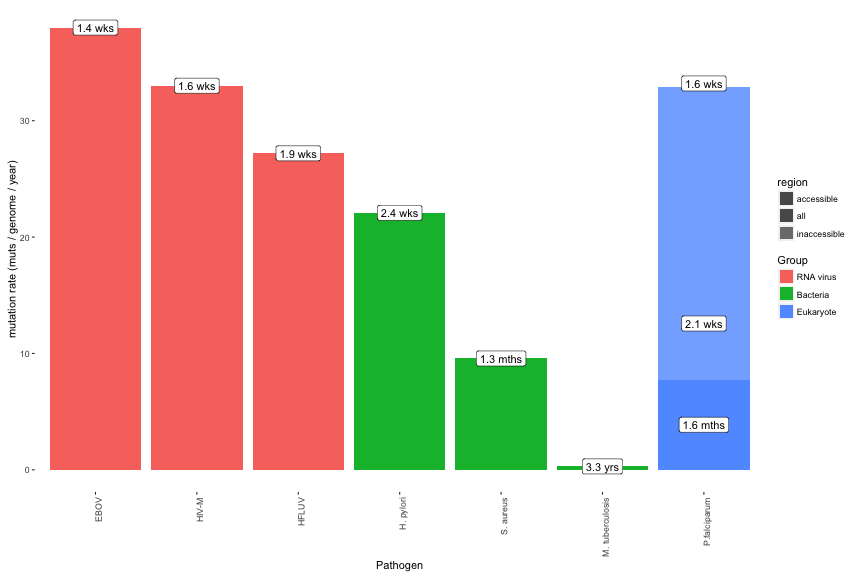 mutation rate (muts / genome / year)
30
20
10
0
1.4 wks
1.6 wks
1.9 wks
2.4 wks
1.3 mths
3.3 yrs
1.6 wks
2.1 wks
1.6 mths
EBOV
HIV-M
HFLUV
H. pylori
S. aureus
M. tuberculosis
P.falciparum
Pathogen
region
accessible
all
inaccessible
Group
RNA virus
Bacteria
Eukaryote